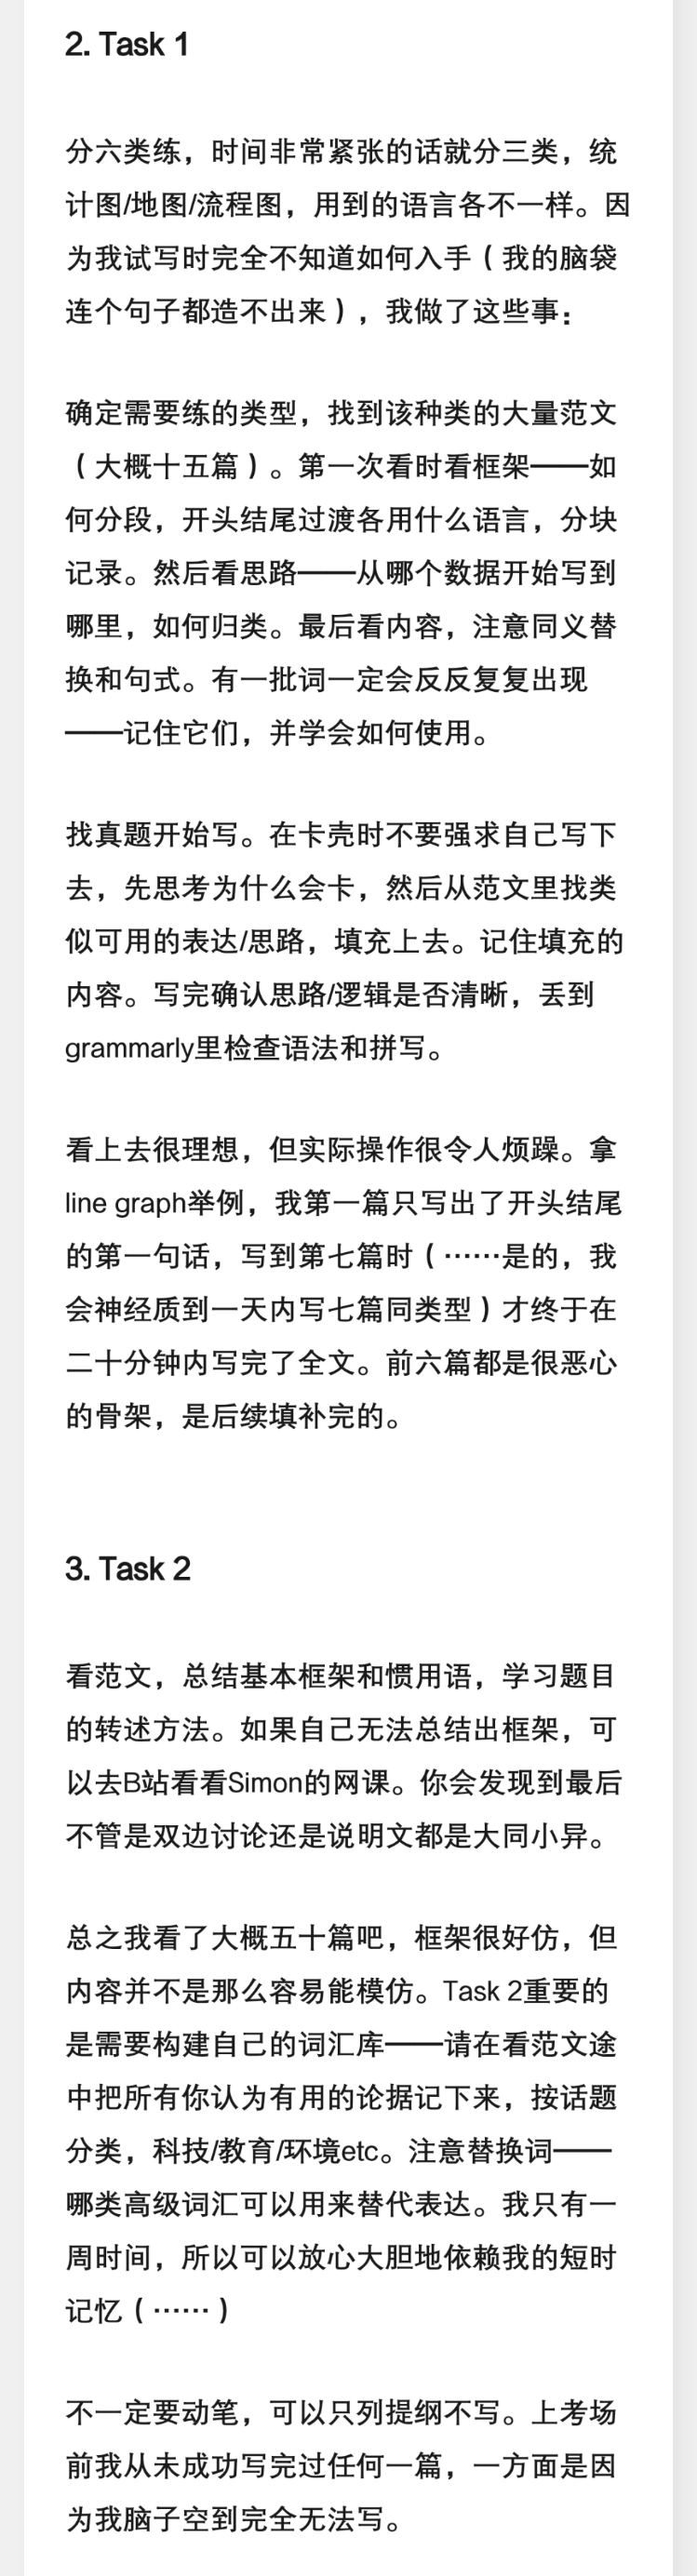 2. Task 1
分六类练，时间非常紧张的话就分三类，统
计图/地图/流程图，用到的语言各不一样。因
为我试写时完全不知道如何入手（我的脑袋
连个句子都造不出来），我做了这些事：
确定需要练的类型，找到该种类的大量范文
（大概十五篇）。第一次看时看框架——如
何分段，开头结尾过渡各用什么语言，分块
记录。然后看思路——从哪个数据开始写到
哪里，如何归类。最后看内容，注意同义替
换和句式。有一批词一定会反反复复出现
——记住它们，并学会如何使用。
找真题开始写。在卡壳时不要强求自己写下
去，先思考为什么会卡，然后从范文里找类
似可用的表达/思路，填充上去。记住填充的
内容。写完确认思路/逻辑是否清晰，丢到
grammarly里检查语法和拼写。
看上去很理想，但实际操作很令人烦躁。拿
line graph举例，我第一篇只写出了开头结尾
的第一句话，写到第七篇时（……是的，我
会神经质到一天内写七篇同类型）才终于在
二十分钟内写完了全文。前六篇都是很恶心
的骨架，是后续填补完的。
3. Task 2
看范文，总结基本框架和惯用语，学习题目
的转述方法。如果自己无法总结出框架，可
以去B站看看Simon的网课。你会发现到最后
不管是双边讨论还是说明文都是大同小异。
总之我看了大概五十篇吧，框架很好仿，但
内容并不是那么容易能模仿。Task 2重要的
是需要构建自己的词汇库——请在看范文途
中把所有你认为有用的论据记下来，按话题
分类，科技/教育/环境etc。注意替换词——
哪类高级词汇可以用来替代表达。我只有一
周时间，所以可以放心大胆地依赖我的短时
记忆（……）
不一定要动笔，可以只列提纲不写。上考场
前我从未成功写完过任何一篇，一方面是因
为我脑子空到完全无法写。